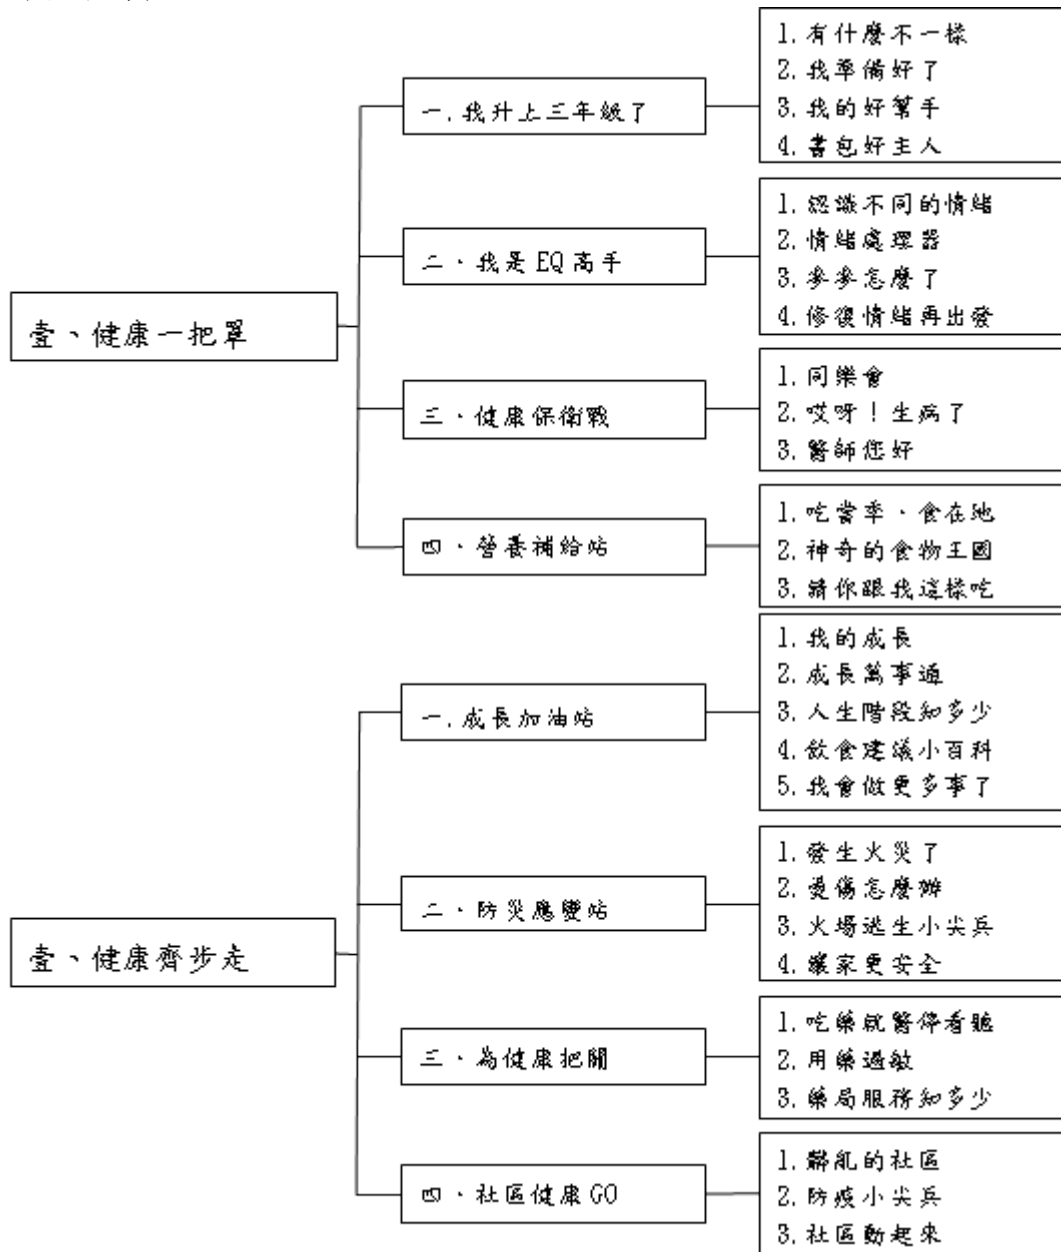 壹、健康一把罩
一.我升上三年級了
1.有什麼不一樣
2.我準備好了
3.我的好幫手
4.書包好主人
二、我是EQ高手
1.認識不同的情緒
2.情緒處理器
3.爹爹怎麼了
4.修復情緒再出發
三、健康保衛戰
1.同樂會
2.哎呀！生病了
3.醫師您好
四、營養補給站
1.吃當季、食在地
2.神奇的食物王國
3.請你跟我這樣吃
壹、健康齊步走
一.成長加油站
1.我的成長
2.成長萬事通
3.人生階段知多少
4.飲食建議小百科
5.我會做更多事了
二、防災應變站
1.發生火災了
2.燙傷怎麼辦
3.火場逃生小尖兵
4.讓家更安全
三、為健康把關
1.吃藥就醫停看聽
2.用藥過敏
3.藥局服務知多少
四、社區健康GO
1.髒亂的社區
2.防疫小尖兵
3.社區動起來